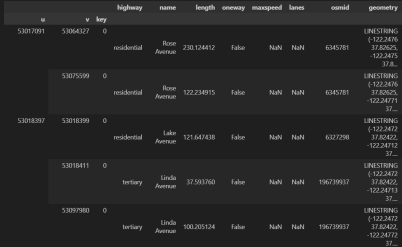 highway name length oneway maxspeed lanes osmid geometry
u v key
53017091 53064327 0 residential Rose Avenue 230.124412 False NaN NaN 6345781 LINESTRING (-122.2476 37.82625, -122.2475 37.8...
53075599 0 residential Rose Avenue 122.234915 False NaN NaN 6345781 LINESTRING (-122.2476 37.82625, -122.24771 37....
53018397 53018399 0 residential Lake Avenue 121.647438 False NaN NaN 6327298 LINESTRING (-122.2472 37.82422, -122.24712 37....
53018411 0 tertiary Linda Avenue 37.593760 False NaN NaN 196739937 LINESTRING (-122.2472 37.82422, -122.24713 37....
53097980 0 tertiary Linda Avenue 100.205124 False NaN NaN 196739937 LINESTRING (-122.2472 37.82422, -122.24772 37....